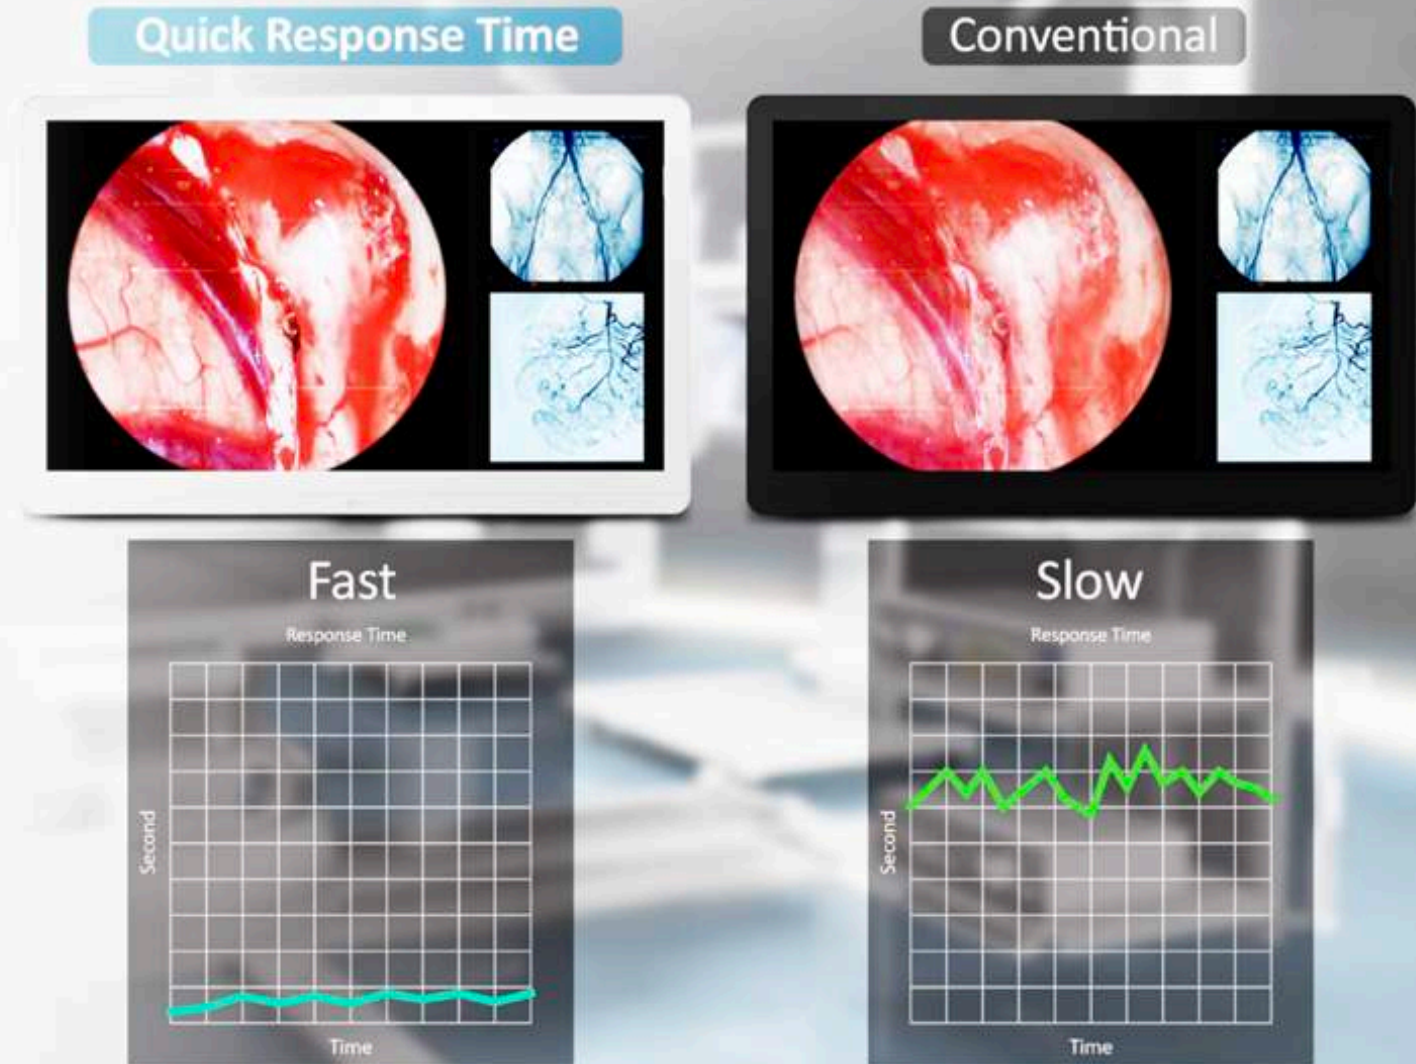 Quick Response Time
Conventional
Fast
Response Time
Second
Time
Slow
Response Time
Second
Time